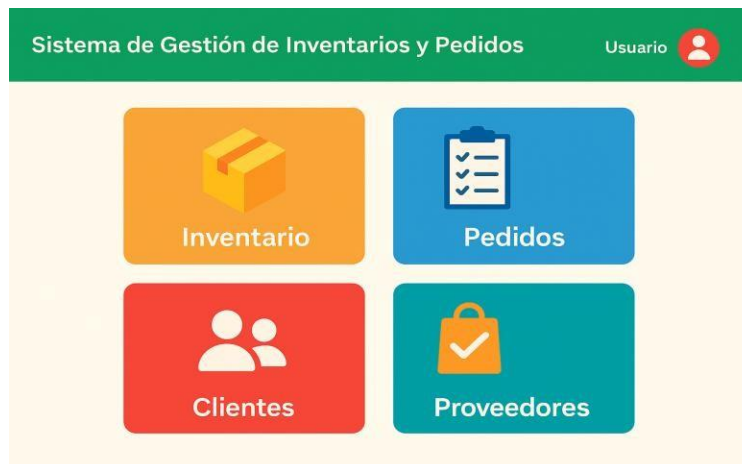 Sistema de Gestión de Inventarios y Pedidos
Usuario
Inventario
Pedidos
Clientes
Proveedores